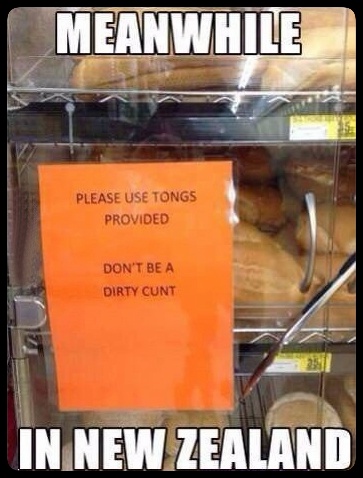 MEANWHILE
PLEASE USE TONGS
PROVIDED
DON'T BE A
DIRTY CUNT
IN NEW ZEALAND